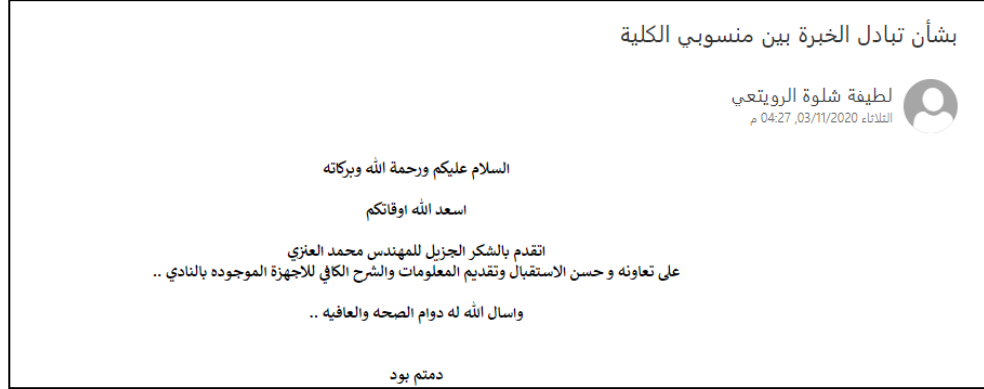 بشأن تبادل الخبرة بين منسوبي الكلية
لطيفة شلوة الرويتعي
الثلاثاء 03/11/2020, 04:27 م
السلام عليكم ورحمة الله وبركاته
اسعد الله اوقاتكم
اتقدم بالشكر الجزيل للمهندس محمد العنزي
على تعاونه و حسن الاستقبال وتقديم المعلومات والشرح الكافي للاجهزة الموجوده بالنادي ..
واسال الله له دوام الصحه والعافيه ..
دمتم بود